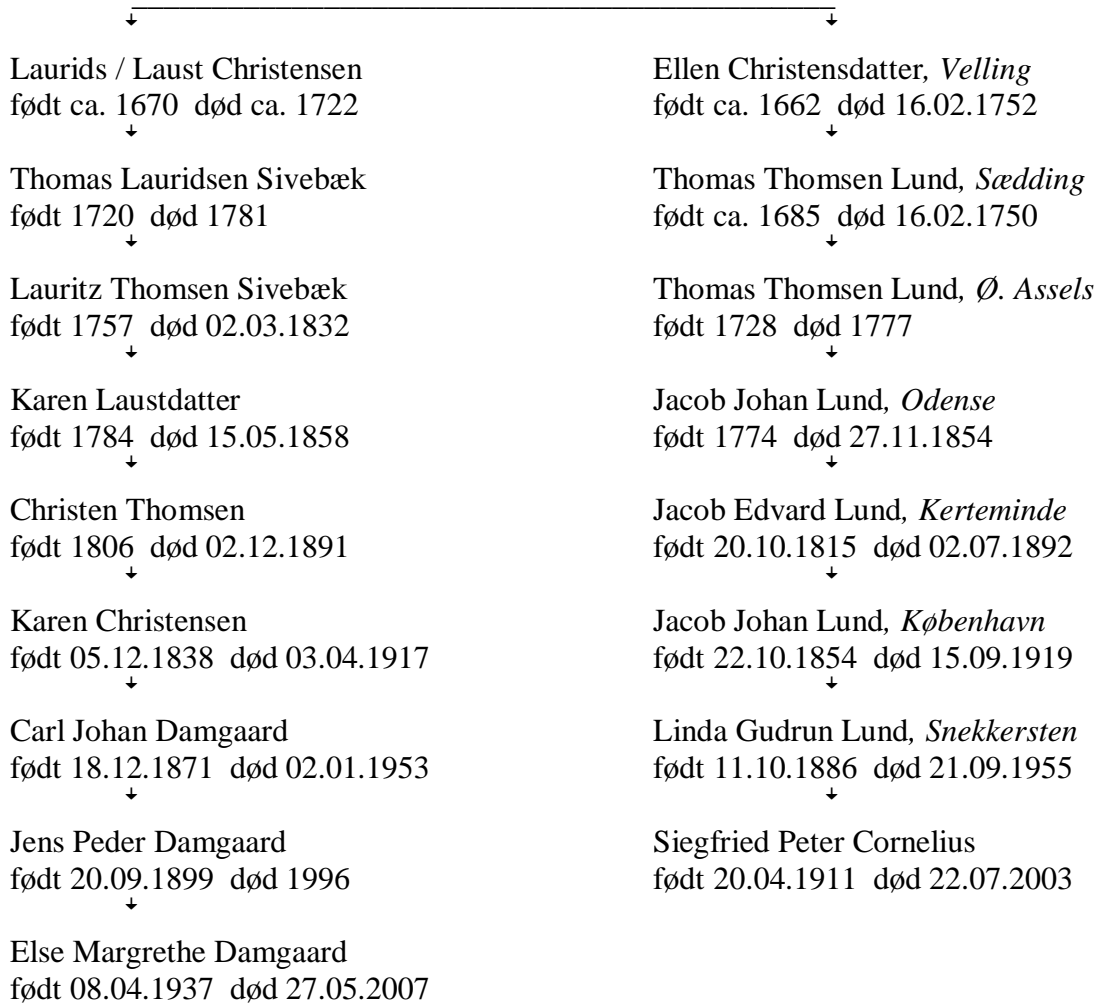 Laurids / Laust Christensen
født ca. 1670 død ca. 1722
Thomas Lauridsen Sivebæk
født 1720 død 1781
Lauritz Thomsen Sivebæk
født 1757 død 02.03.1832
Karen Laustdatter
født 1784 død 15.05.1858
Christen Thomsen
født 1806 død 02.12.1891
Karen Christensen
født 05.12.1838 død 03.04.1917
Carl Johan Damgaard
født 18.12.1871 død 02.01.1953
Jens Peder Damgaard
født 20.09.1899 død 1996
Else Margrethe Damgaard
født 08.04.1937 død 27.05.2007
Ellen Christensdatter, Velling
født ca. 1662 død 16.02.1752
Thomas Thomsen Lund, Sædding
født ca. 1685 død 16.02.1750
Thomas Thomsen Lund, Ø. Assels
født 1728 død 1777
Jacob Johan Lund, Odense
født 1774 død 27.11.1854
Jacob Edvard Lund, Kerteminde
født 20.10.1815 død 02.07.1892
Jacob Johan Lund, København
født 22.10.1854 død 15.09.1919
Linda Gudrun Lund, Snekkersten
født 11.10.1886 død 21.09.1955
Siegfried Peter Cornelius
født 20.04.1911 død 22.07.2003